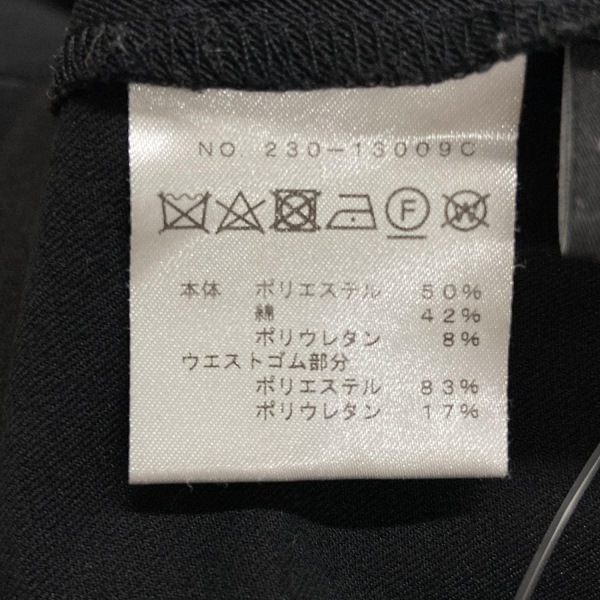 NO. 230-13009C
F W
本体 ポリエステル 50%
綿 42%
ポリウレタン 8%
ウエストゴム部分
ポリエステル 83%
ポリウレタン 17%